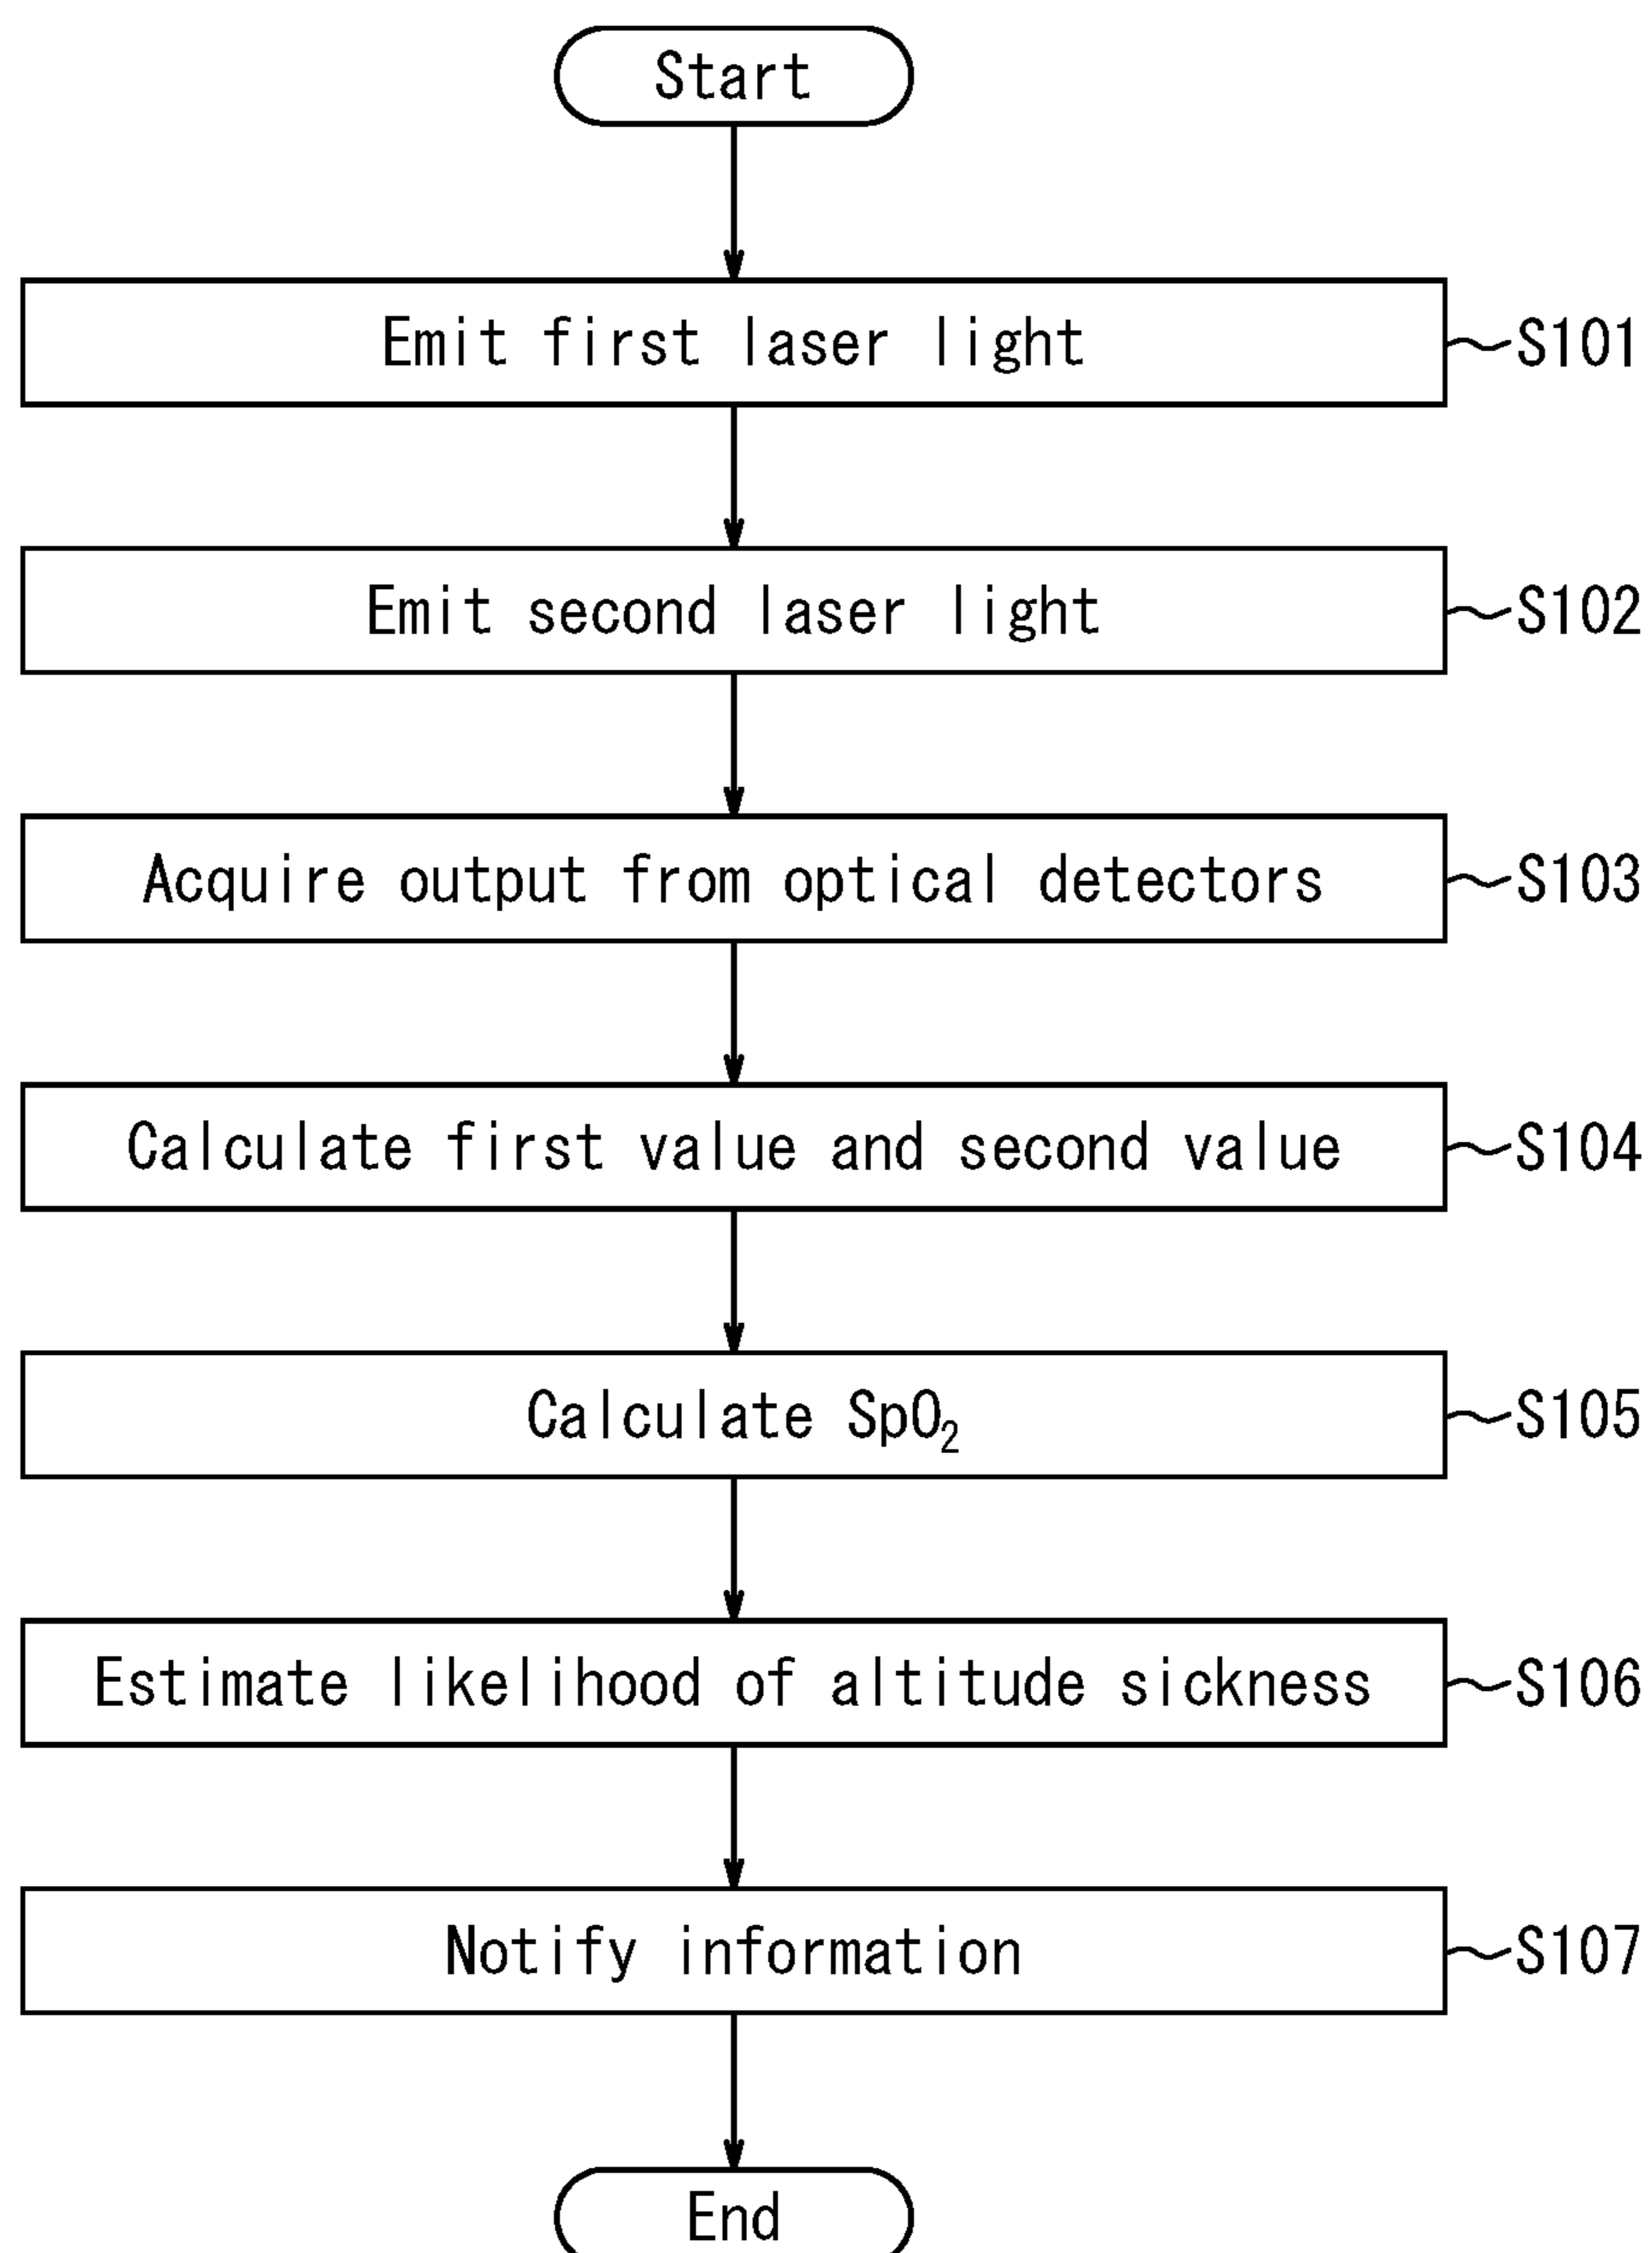 Start
Emit first laser light S101
Emit second laser light S102
Acquire output from optical detectors S103
Calculate first value and second value S104
Calculate SpO₂ S105
Estimate likelihood of altitude sickness S106
Notify information S107
End